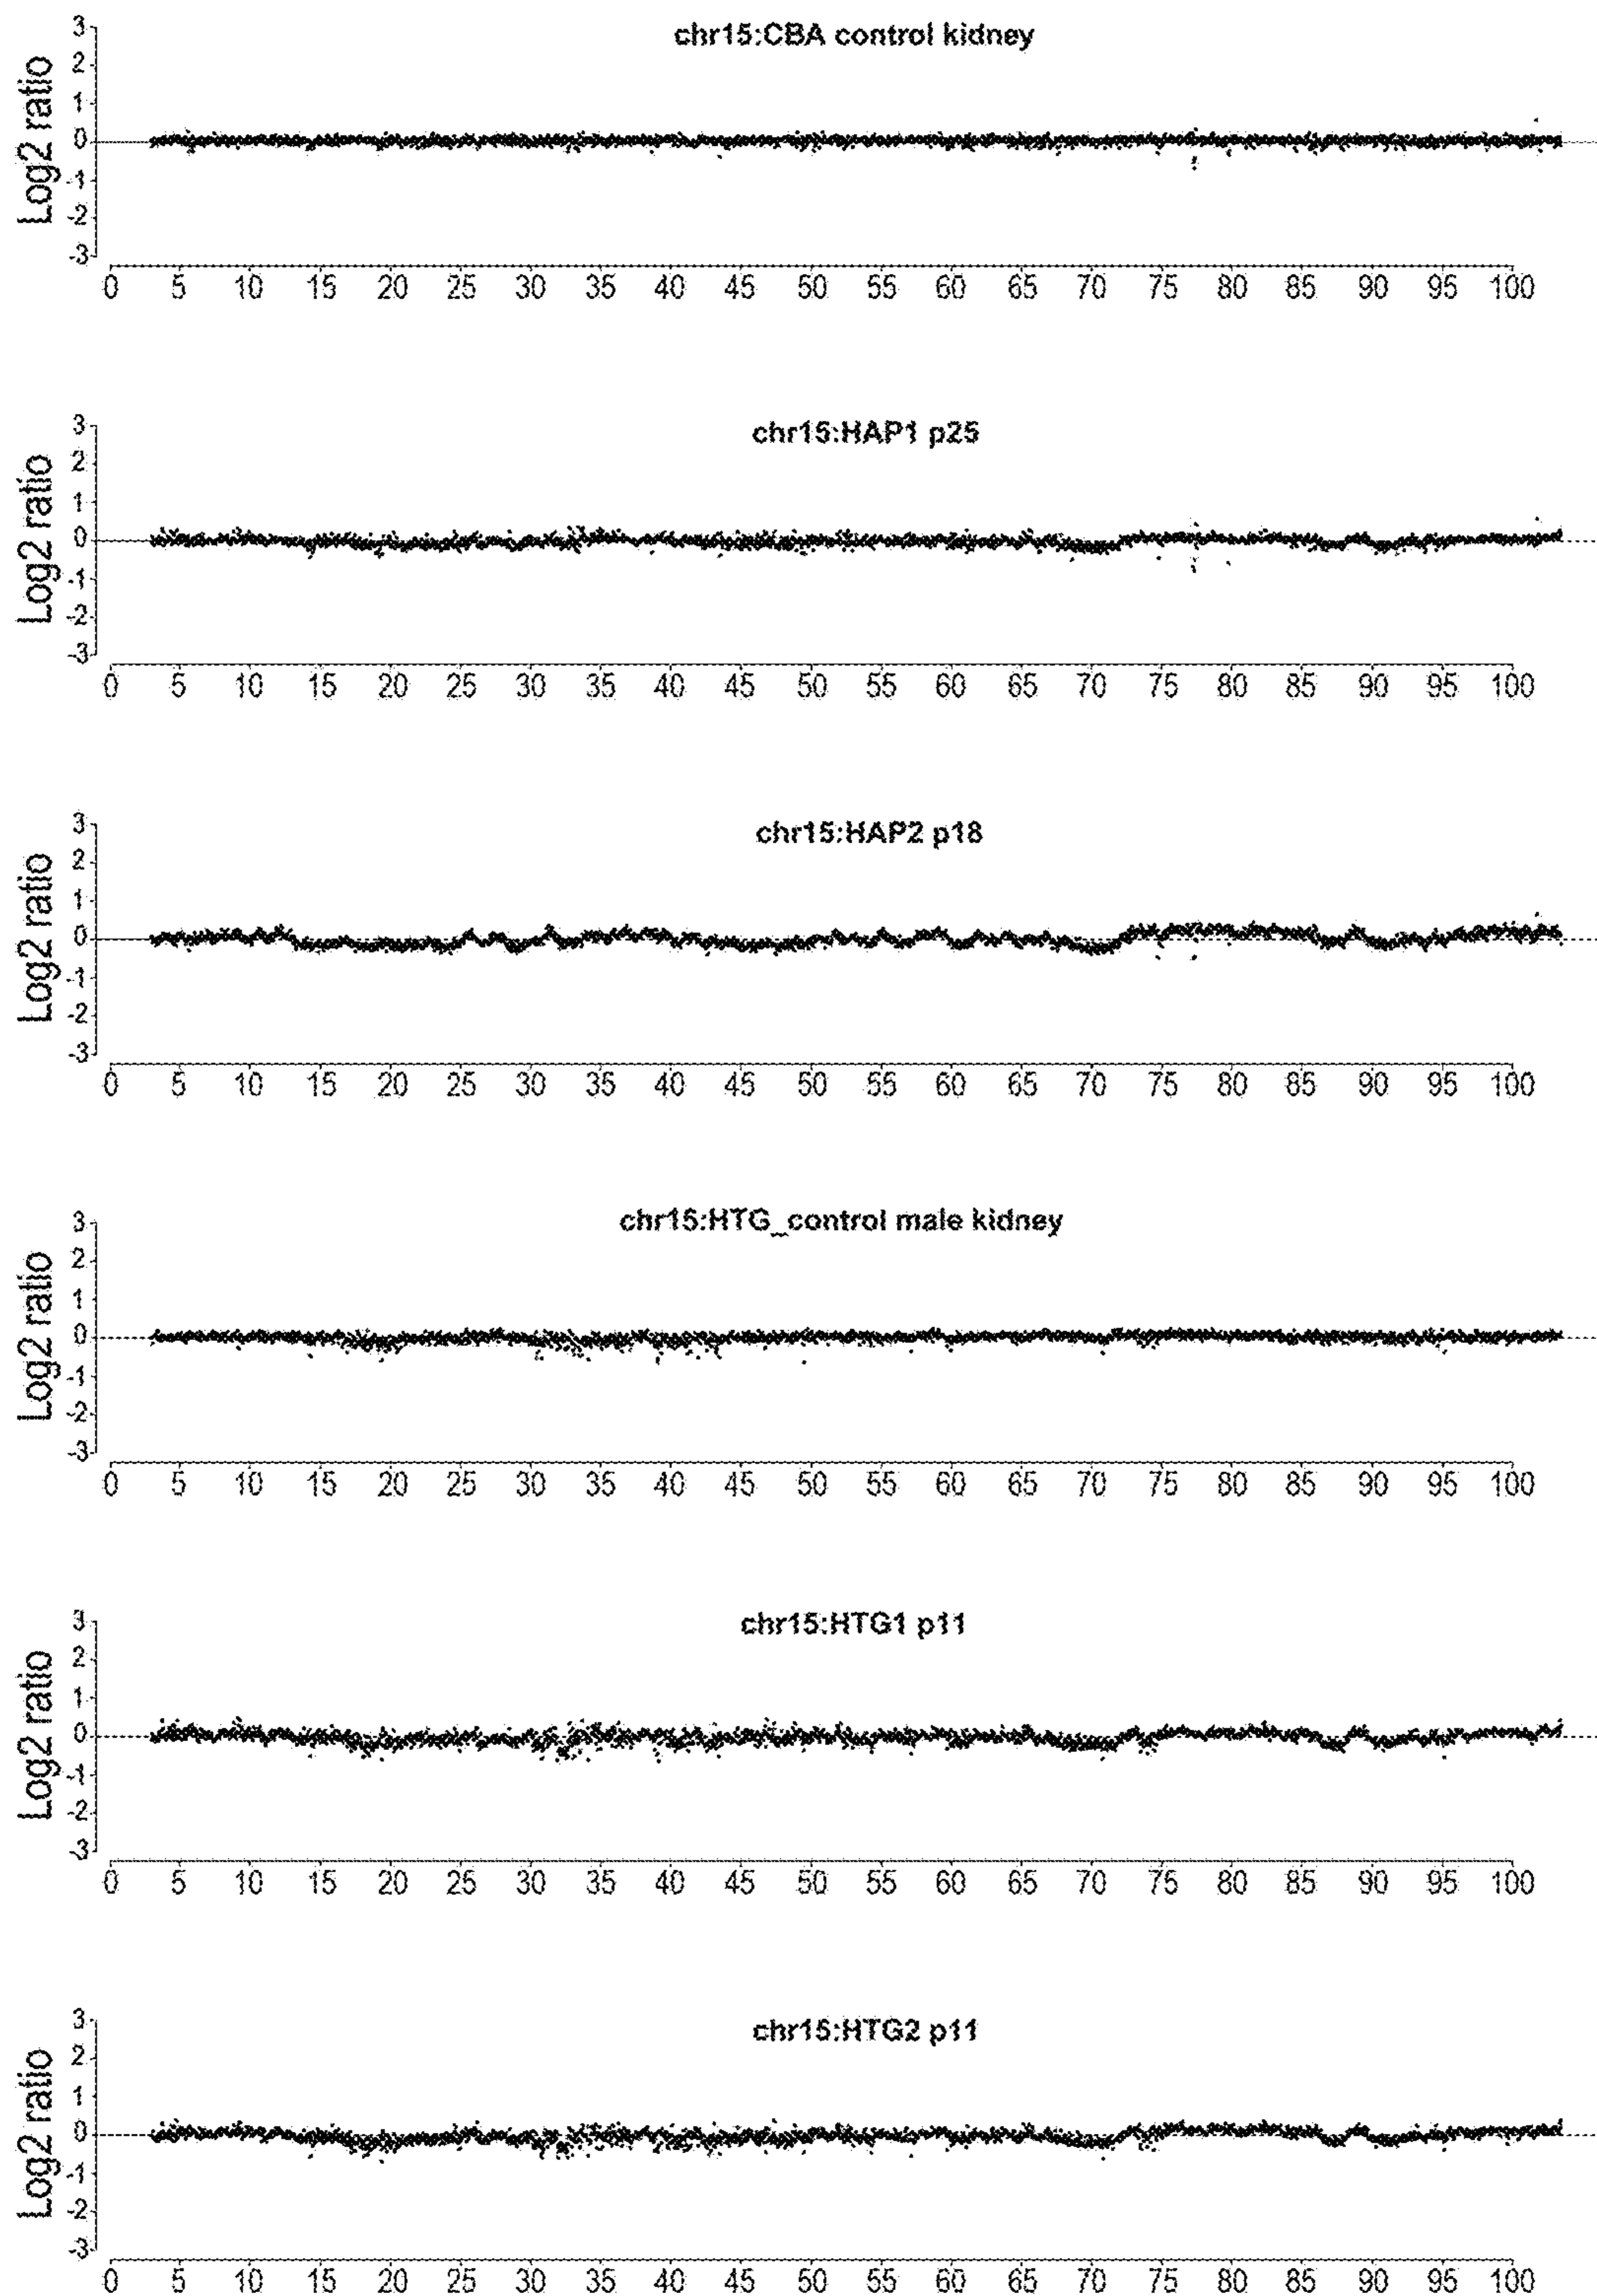 chr15:CBA control kidney
Log2 ratio
3
2
1
0
-1
-2
-3
0 5 10 15 20 25 30 35 40 45 50 55 60 65 70 75 80 85 90 95 100
chr15:HAP1 p25
Log2 ratio
3
2
1
0
-1
-2
-3
0 5 10 15 20 25 30 35 40 45 50 55 60 65 70 75 80 85 90 95 100
chr15:HAP2 p18
Log2 ratio
3
2
1
0
-1
-2
-3
0 5 10 15 20 25 30 35 40 45 50 55 60 65 70 75 80 85 90 95 100
chr15:HTG_control male kidney
Log2 ratio
3
2
1
0
-1
-2
-3
0 5 10 15 20 25 30 35 40 45 50 55 60 65 70 75 80 85 90 95 100
chr15:HTG1 p11
Log2 ratio
3
2
1
0
-1
-2
-3
0 5 10 15 20 25 30 35 40 45 50 55 60 65 70 75 80 85 90 95 100
chr15:HTG2 p11
Log2 ratio
3
2
1
0
-1
-2
-3
0 5 10 15 20 25 30 35 40 45 50 55 60 65 70 75 80 85 90 95 100